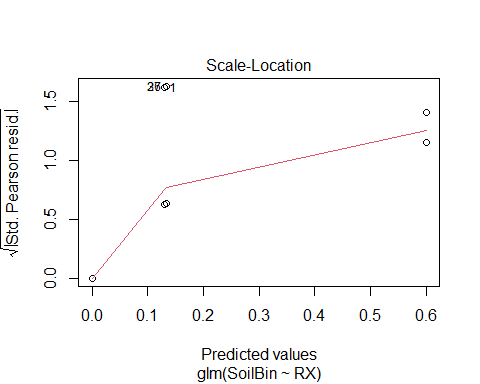 Scale-Location
√|Std. Pearson resid.|
1.5
1.0
0.5
0.0
0.0 0.1 0.2 0.3 0.4 0.5 0.6
Predicted values
glm(SoilBin ~ RX)